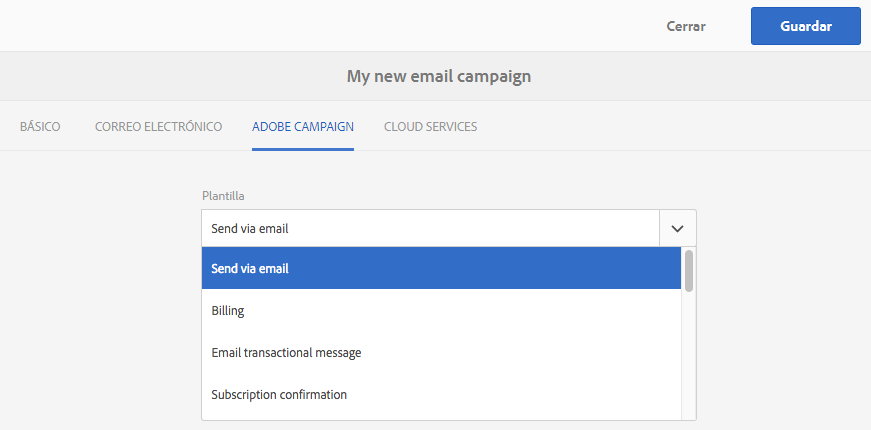 Cerrar
Guardar
My new email campaign
BÁSICO
CORREO ELECTRÓNICO
ADOBE CAMPAIGN
CLOUD SERVICES
Plantilla
Send via email
Send via email
Billing
Email transactional message
Subscription confirmation